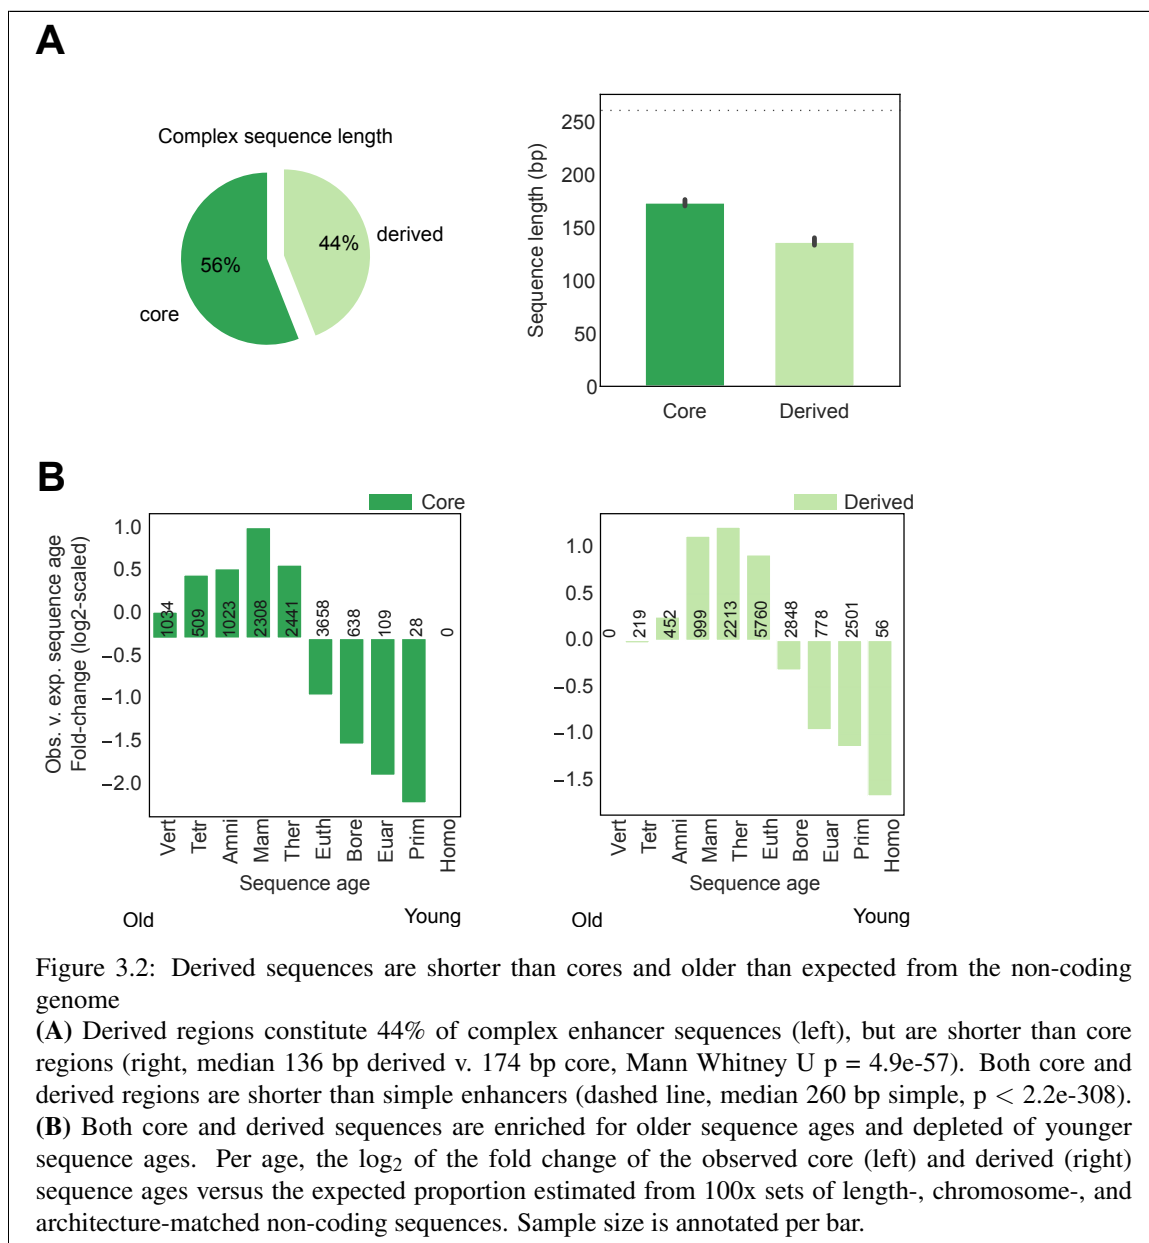 A
Complex sequence length
derived
44%
56%
core
Sequence length (bp)
250
200
150
100
50
0
Core
Derived
B
Core
Obs. v. exp. sequence age
Fold-change (log2-scaled)
1.0
0.5
0.0
−0.5
−1.0
−1.5
−2.0
1034
509
1023
2308
2441
3658
638
109
28
0
Vert
Tetr
Amni
Mam
Ther
Euth
Bore
Euar
Prim
Homo
Sequence age
Old
Young
Derived
1.0
0.5
0.0
−0.5
−1.0
−1.5
0
219
452
999
2213
5760
2848
778
2501
56
Vert
Tetr
Amni
Mam
Ther
Euth
Bore
Euar
Prim
Homo
Sequence age
Old
Young
Figure 3.2: Derived sequences are shorter than cores and older than expected from the non-coding
genome
(A) Derived regions constitute 44% of complex enhancer sequences (left), but are shorter than core
regions (right, median 136 bp derived v. 174 bp core, Mann Whitney U p = 4.9e-57). Both core and
derived regions are shorter than simple enhancers (dashed line, median 260 bp simple, p < 2.2e-308).
(B) Both core and derived sequences are enriched for older sequence ages and depleted of younger
sequence ages. Per age, the log₂ of the fold change of the observed core (left) and derived (right)
sequence ages versus the expected proportion estimated from 100x sets of length-, chromosome-, and
architecture-matched non-coding sequences. Sample size is annotated per bar.